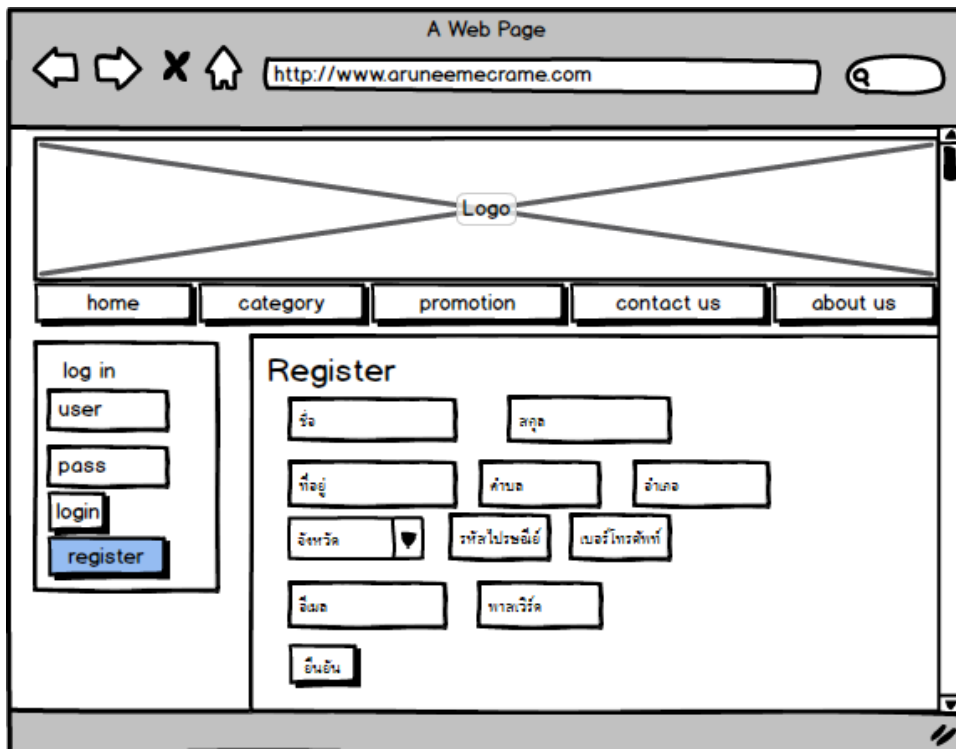 A Web Page
http://www.aruneemecrame.com
Logo
home category promotion contact us about us
log in
user
pass
login
register
Register
ชื่อ สกุล
ที่อยู่ ตำบล อำเภอ
จังหวัด รหัสไปรษณีย์ เบอร์โทรศัพท์
อีเมล พาสเวิร์ด
ยืนยัน